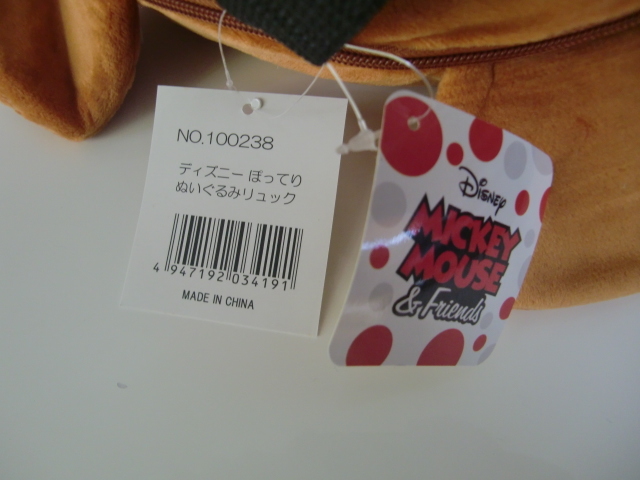 NO.100238
ディズニー ぽってり
ぬいぐるみリュック
4 947192 034191
MADE IN CHINA
Disney
MICKEY
MOUSE
& Friends